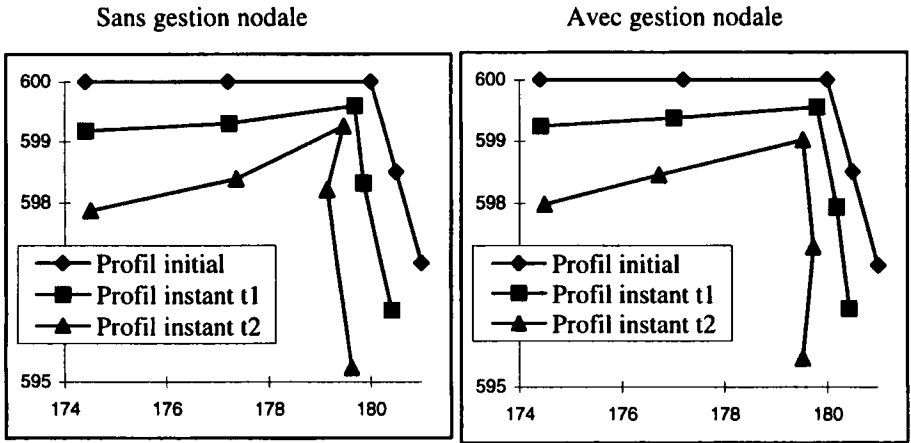 Sans gestion nodale
Avec gestion nodale
600
599
598
595
174
176
178
180
Profil initial
Profil instant t1
Profil instant t2
600
599
598
595
174
176
178
180
Profil initial
Profil instant t1
Profil instant t2